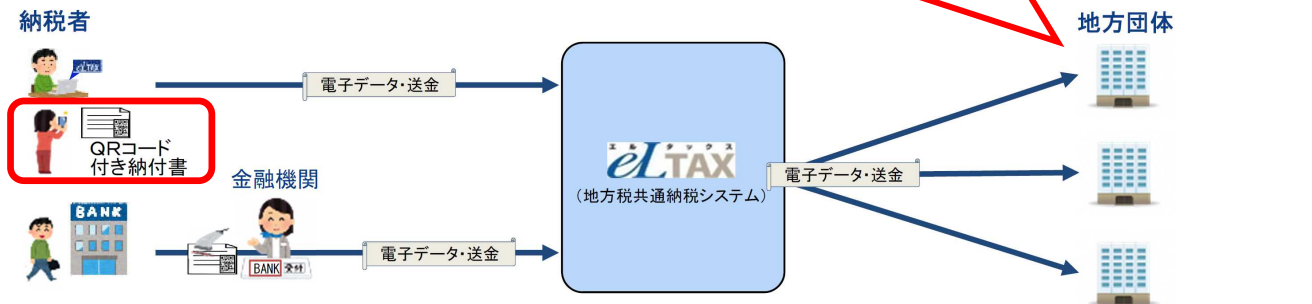 納税者
地方団体
eLTAX
電子データ・送金
QRコード
付き納付書
エルタックス
eLTAX
(地方税共通納税システム)
電子データ・送金
金融機関
BANK
BANK 受付
電子データ・送金